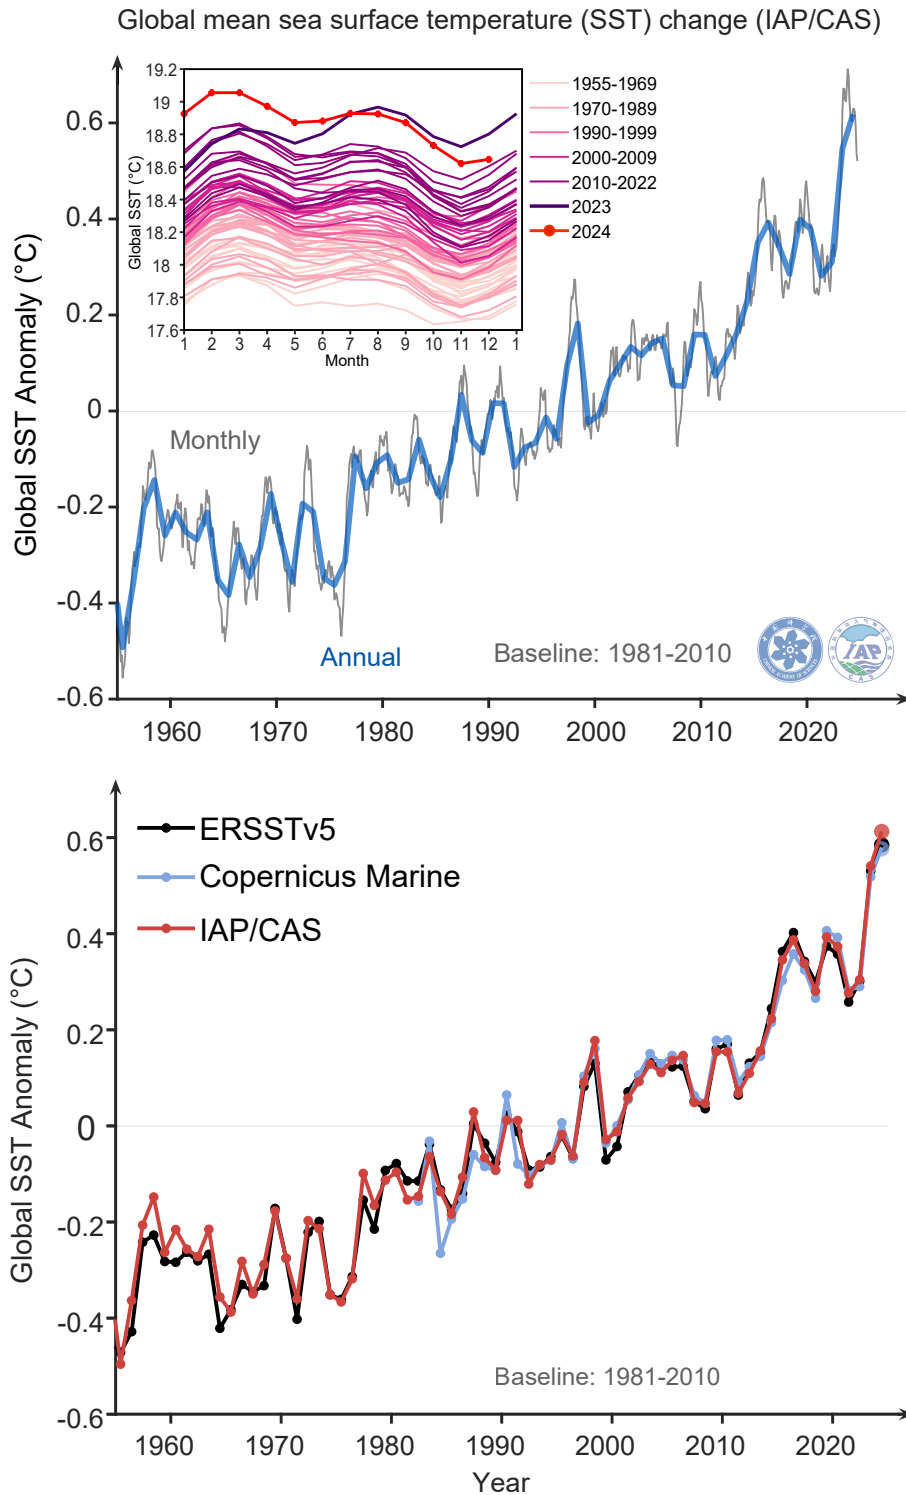 Global mean sea surface temperature (SST) change (IAP/CAS)
Global SST Anomaly (°C)
0.6
0.4
0.2
0
-0.2
-0.4
-0.6
1960 1970 1980 1990 2000 2010 2020
Global SST (°C)
19.2
19
18.8
18.6
18.4
18.2
18
17.8
17.6
1 2 3 4 5 6 7 8 9 10 11 12 1
Month
1955-1969
1970-1989
1990-1999
2000-2009
2010-2022
2023
2024
Monthly
Annual
Baseline: 1981-2010
IAP
CAS
ERSSTv5
Copernicus Marine
IAP/CAS
Global SST Anomaly (°C)
0.6
0.4
0.2
0
-0.2
-0.4
-0.6
Baseline: 1981-2010
1960 1970 1980 1990 2000 2010 2020
Year